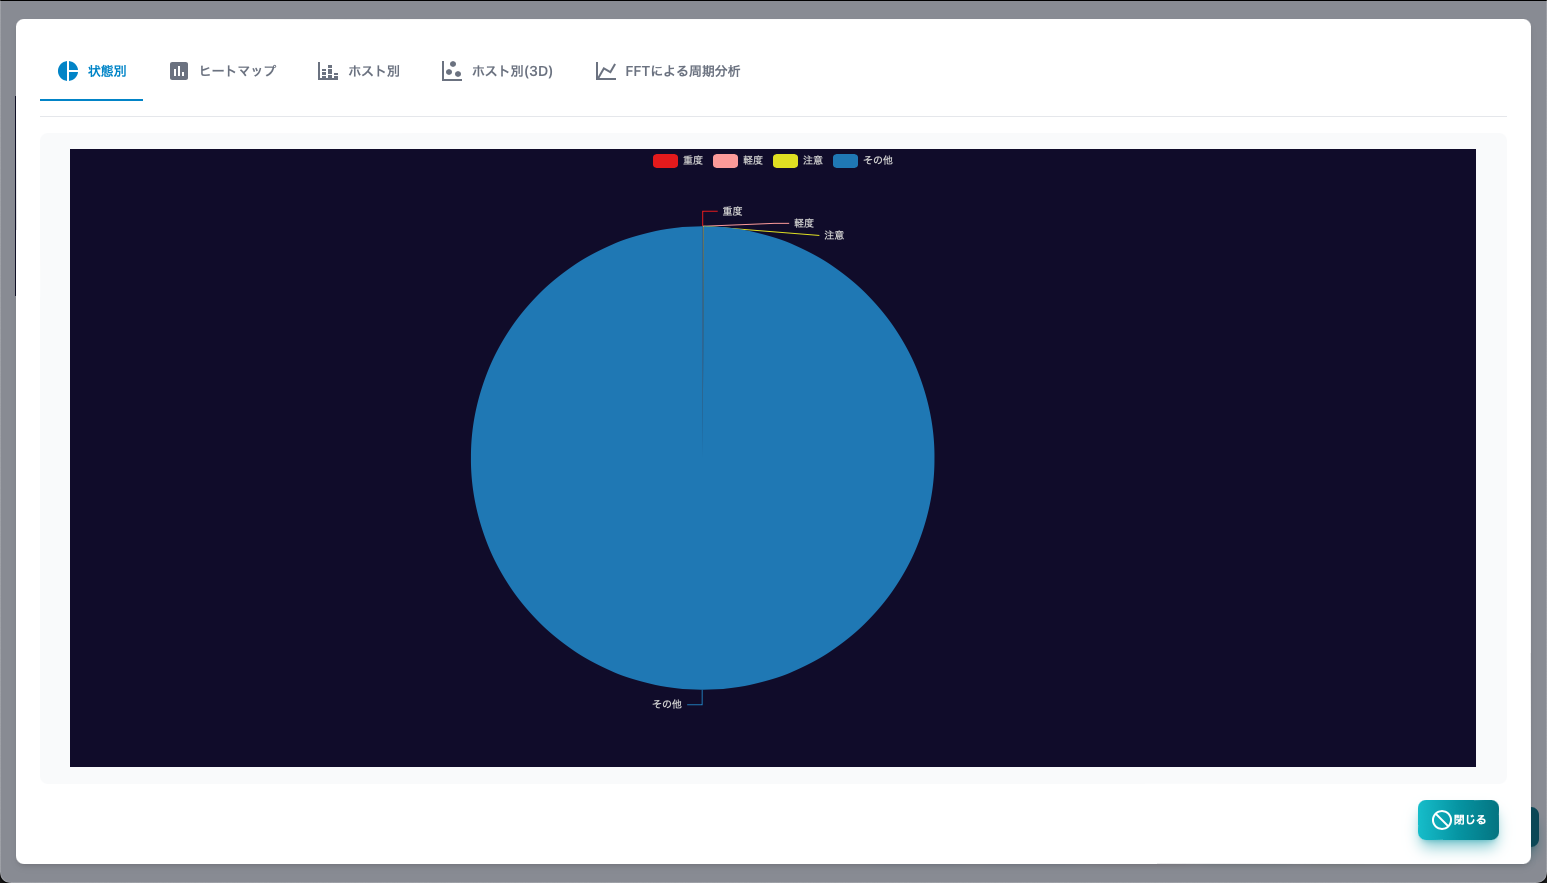 状態別 ヒートマップ ホスト別 ホスト別(3D) FFTによる周期分析
重度 軽度 注意 その他
重度
軽度
注意
その他
閉じる